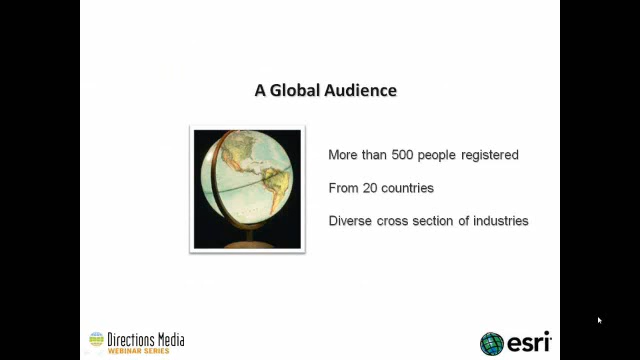 A Global Audience
More than 500 people registered
From 20 countries
Diverse cross section of industries
Directions Media
WEBINAR SERIES
esri